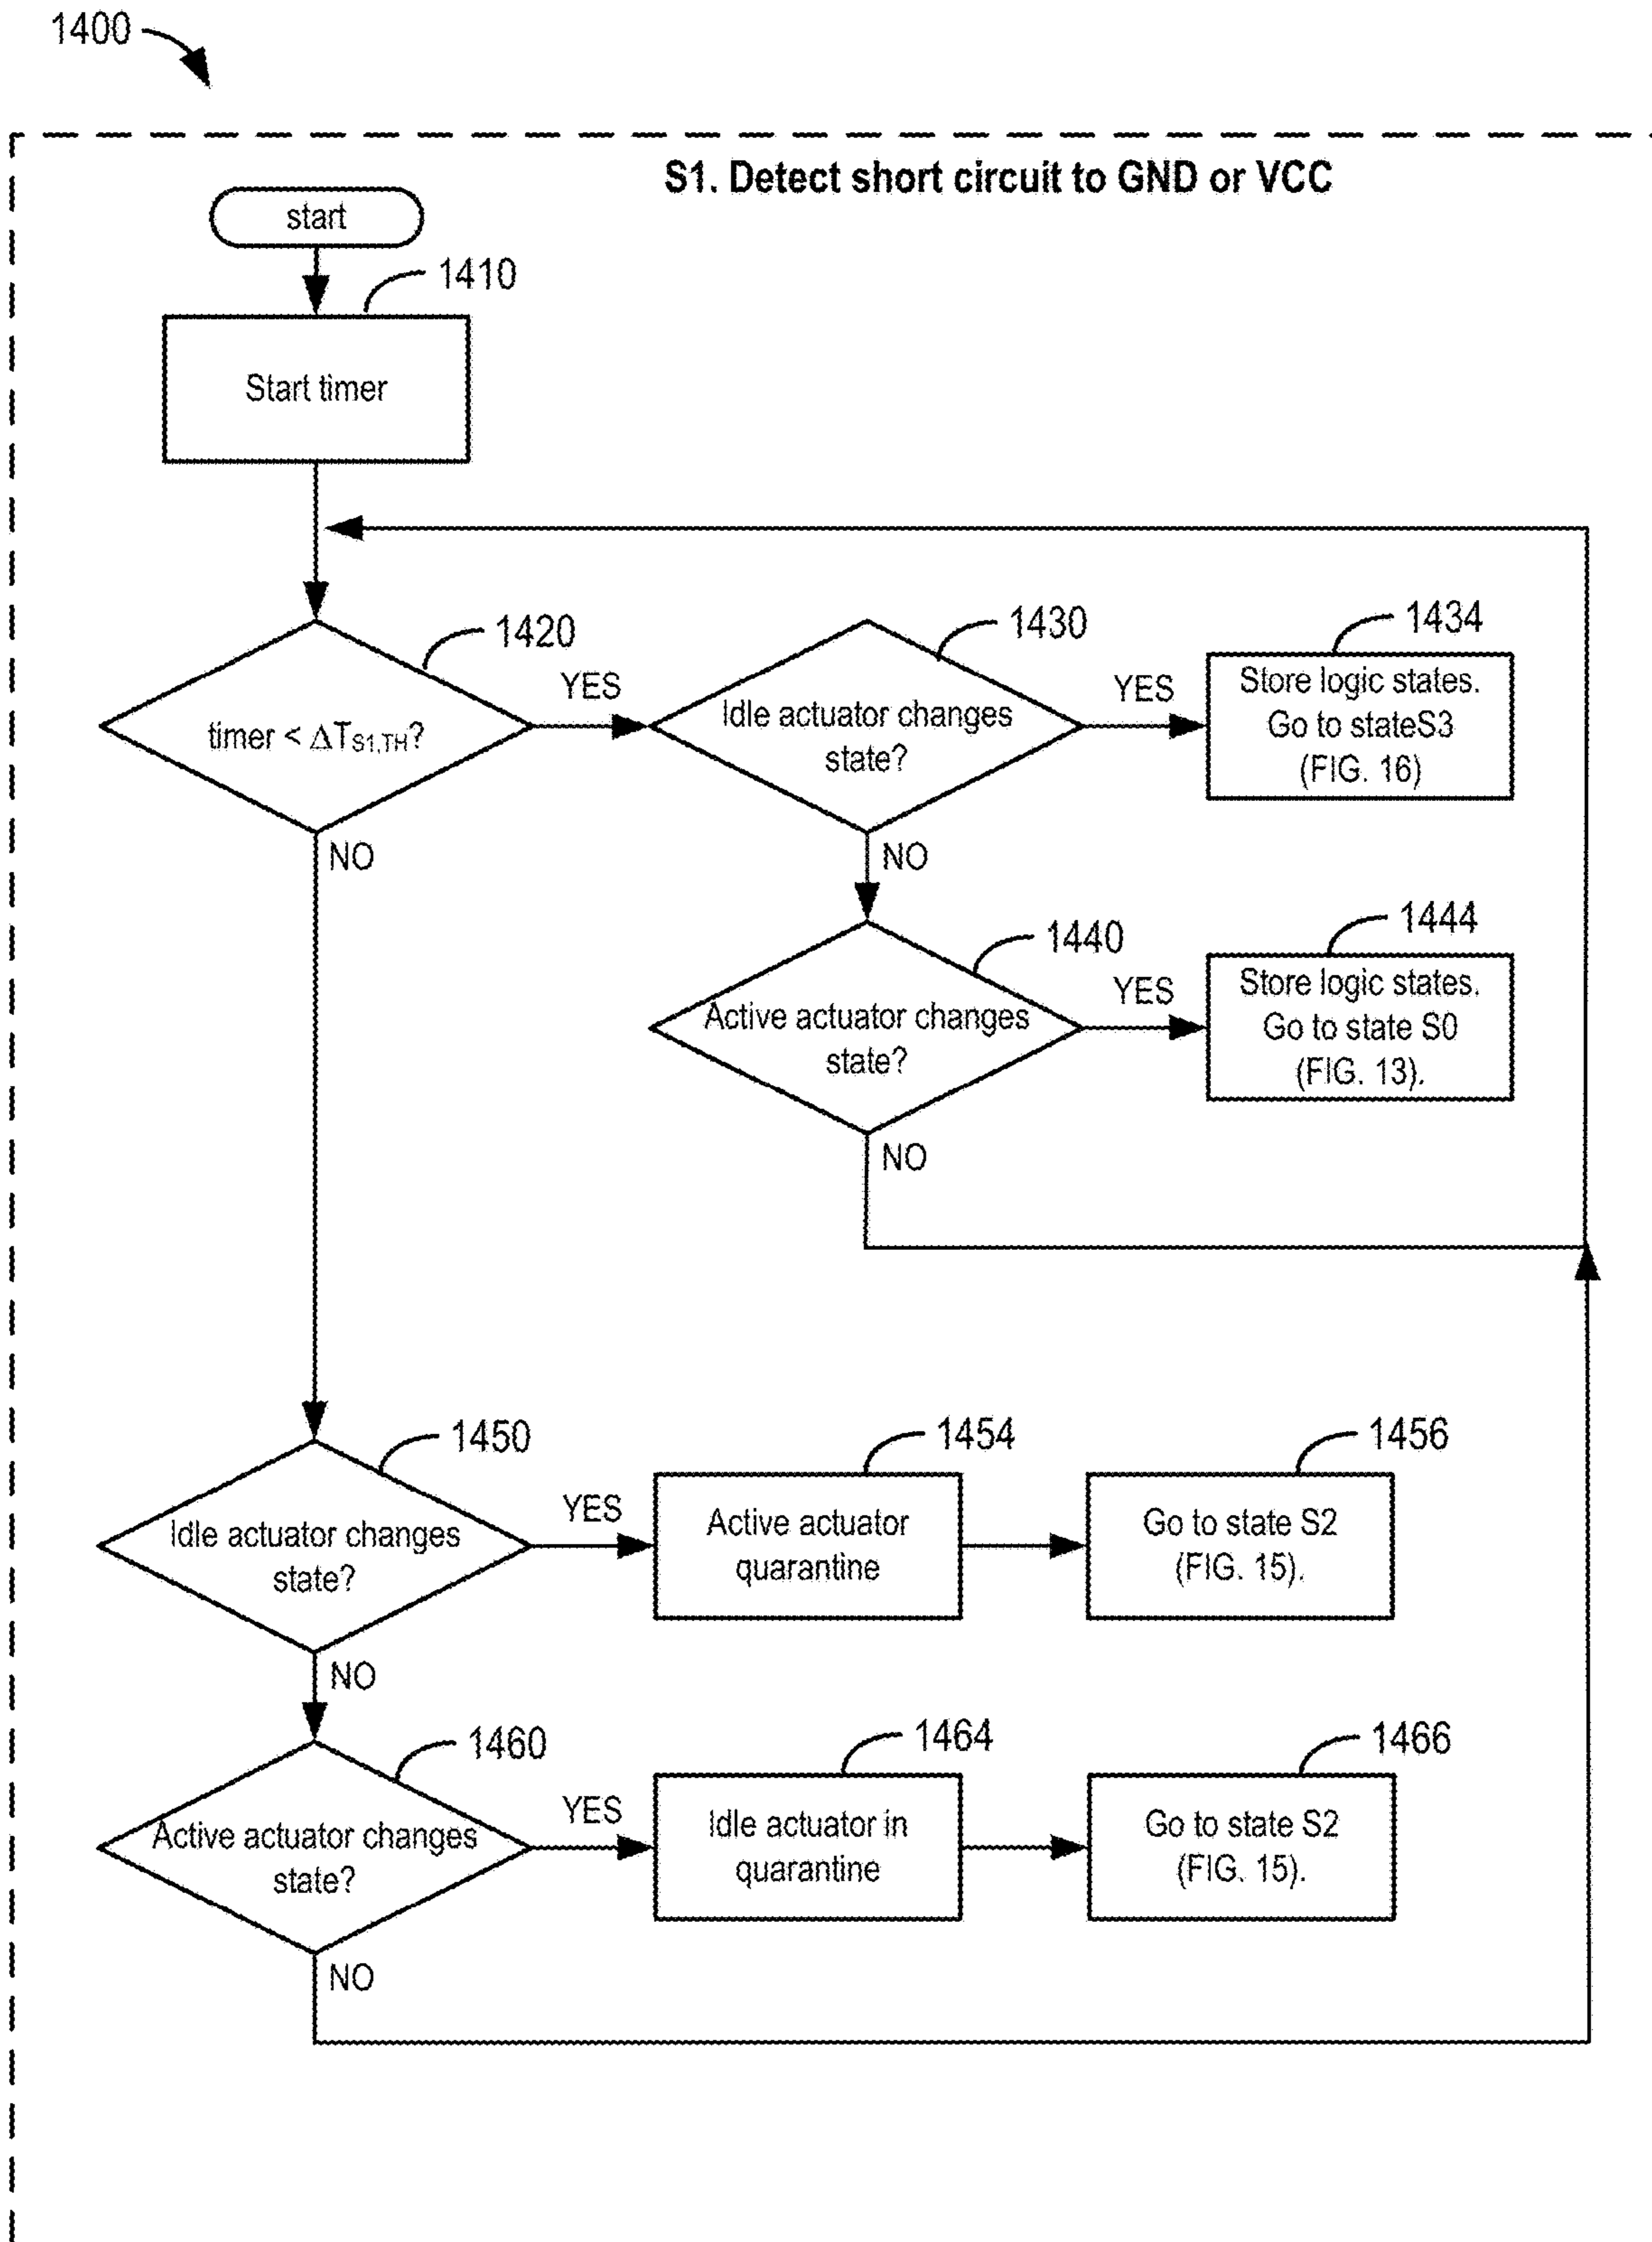 1400
S1. Detect short circuit to GND or VCC
start
1410
Start timer
1420
timer < ΔT_S1,TH?
YES
NO
1430
Idle actuator changes
state?
YES
NO
1434
Store logic states.
Go to stateS3
(FIG. 16)
1440
Active actuator changes
state?
YES
NO
1444
Store logic states.
Go to state S0
(FIG. 13).
1450
Idle actuator changes
state?
YES
NO
1454
Active actuator
quarantine
1456
Go to state S2
(FIG. 15).
1460
Active actuator changes
state?
YES
NO
1464
Idle actuator in
quarantine
1466
Go to state S2
(FIG. 15).